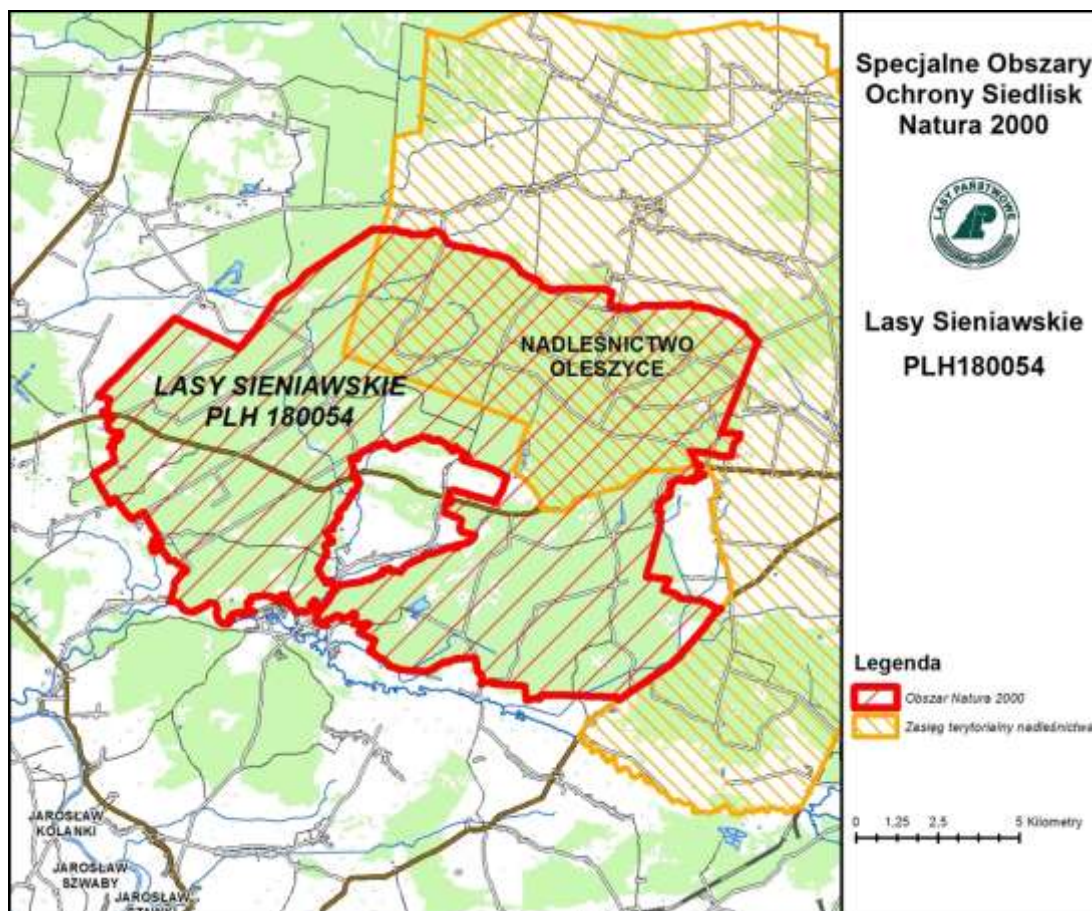 Specjalne Obszary
Ochrony Siedlisk
Natura 2000
LASY PAŃSTWOWE
Lasy Sieniawskie
PLH180054
NADLEŚNICTWO
OLESZYCE
LASY SIENIAWSKIE
PLH 180054
JAROSŁAW
KOLANKI
JAROSŁAW
SZWABY
JAROSŁAW
Legenda
Obszar Natura 2000
Zasięg terytorialny nadleśnictwa
0 1,25 2,5 5 Kilometry